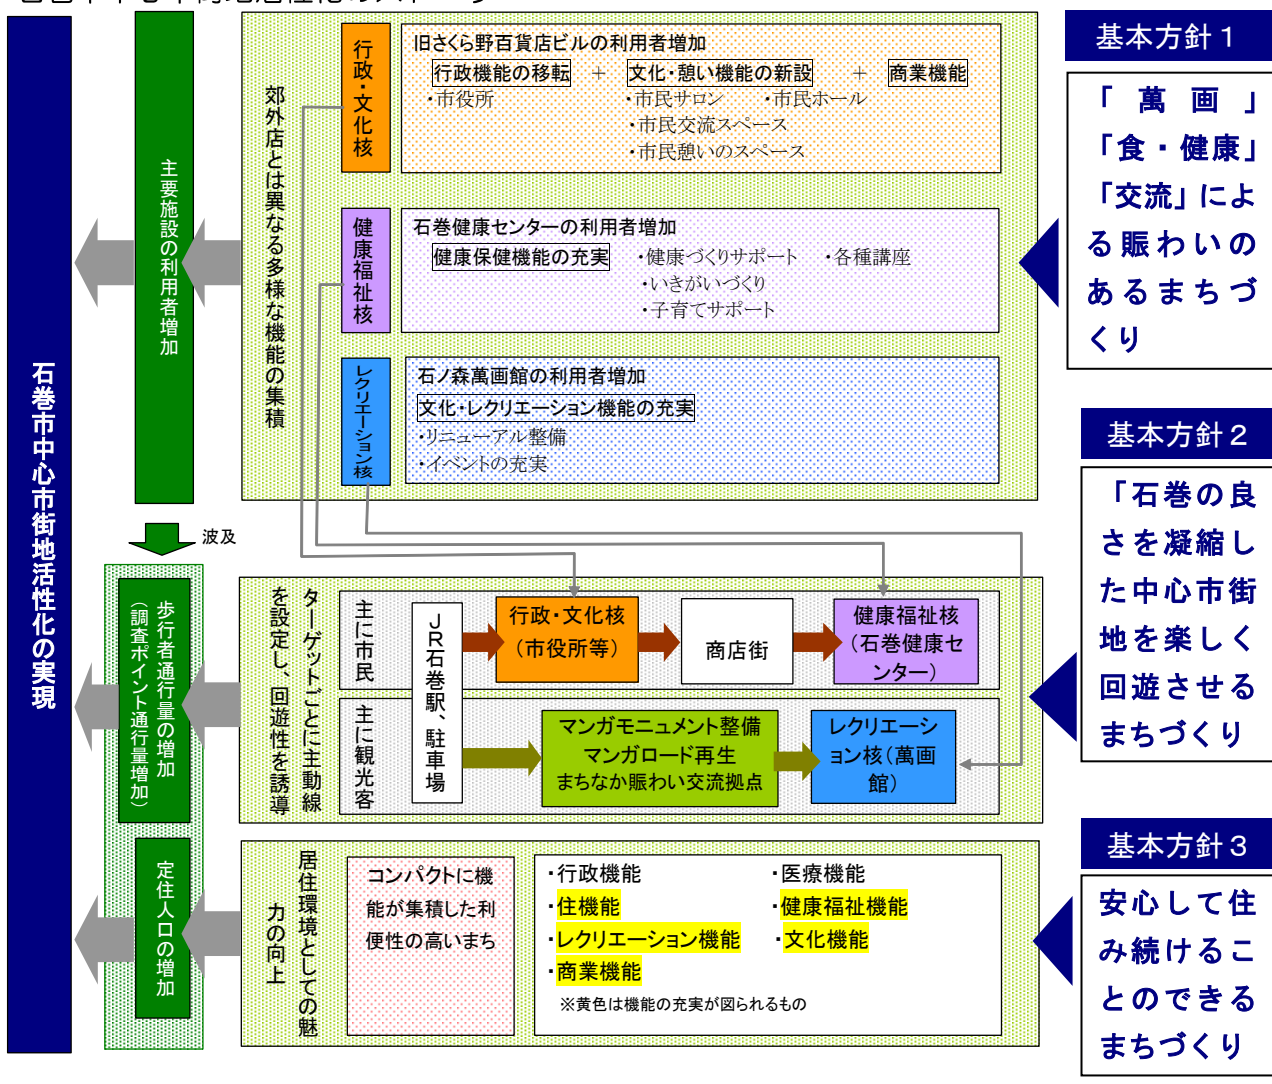 石巻市中心市街地活性化の実現
主要施設の利用者増加
波及
歩行者通行量の増加
（調査ポイント通行量増加）
定住人口の増加
郊外店とは異なる多様な機能の集積
行政・文化核
旧さくら野百貨店ビルの利用者増加
行政機能の移転 ＋ 文化・憩い機能の新設 ＋ 商業機能
・市役所 ・市民サロン ・市民ホール
・市民交流スペース
・市民憩いのスペース
健康福祉核
石巻健康センターの利用者増加
健康保健機能の充実 ・健康づくりサポート ・各種講座
・いきがいづくり
・子育てサポート
レクリエーション核
石ノ森萬画館の利用者増加
文化・レクリエーション機能の充実
・リニューアル整備
・イベントの充実
ターゲットごとに主動線
を設定し、回遊性を誘導
主に市民
主に観光客
JR石巻駅、駐車場
行政・文化核
（市役所等）
商店街
健康福祉核
（石巻健康セ
ンター）
マンガモニュメント整備
マンガロード再生
まちなか賑わい交流拠点
レクリエーシ
ョン核（萬画
館）
居住環境としての魅
力の向上
コンパクトに機
能が集積した利
便性の高いまち
・行政機能 ・医療機能
・住機能 ・健康福祉機能
・レクリエーション機能 ・文化機能
・商業機能
※黄色は機能の充実が図られるもの
基本方針１
「萬画」
「食・健康」
「交流」によ
る賑わいの
あるまちづ
くり
基本方針２
「石巻の良
さを凝縮し
た中心市街
地を楽しく
回遊させる
まちづくり
基本方針３
安心して住
み続けるこ
とのできる
まちづくり